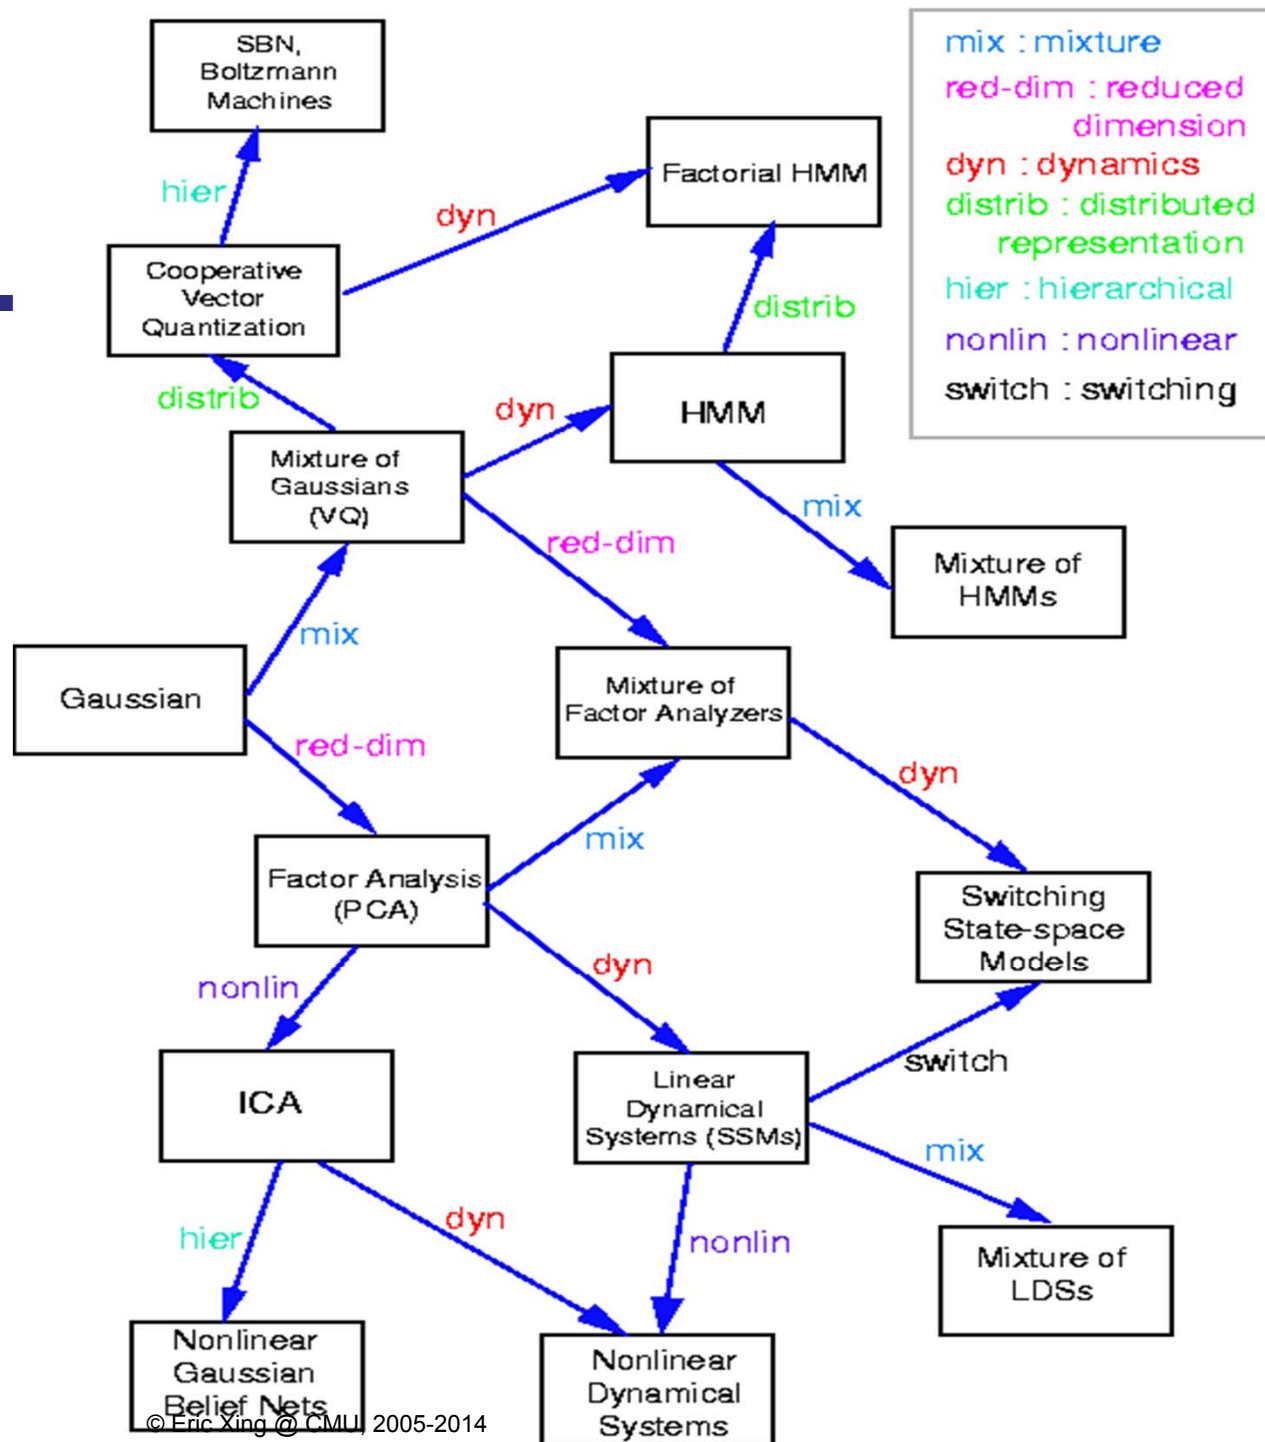 SBN,
Boltzmann
Machines
mix : mixture
red-dim : reduced
dimension
dyn : dynamics
distrib : distributed
representation
hier : hierarchical
nonlin : nonlinear
switch : switching
Factorial HMM
hier
dyn
Cooperative
Vector
Quantization
distrib
distrib
dyn
HMM
Mixture of
Gaussians
(VQ)
mix
red-dim
Mixture of
HMMs
mix
Gaussian
Mixture of
Factor Analyzers
red-dim
dyn
mix
Factor Analysis
(PCA)
Switching
State-space
Models
dyn
nonlin
switch
ICA
Linear
Dynamical
Systems (SSMs)
mix
dyn
hier
nonlin
Mixture of
LDSs
Nonlinear
Gaussian
Belief Nets
Nonlinear
Dynamical
Systems
© Eric Xing @ CMU, 2005-2014